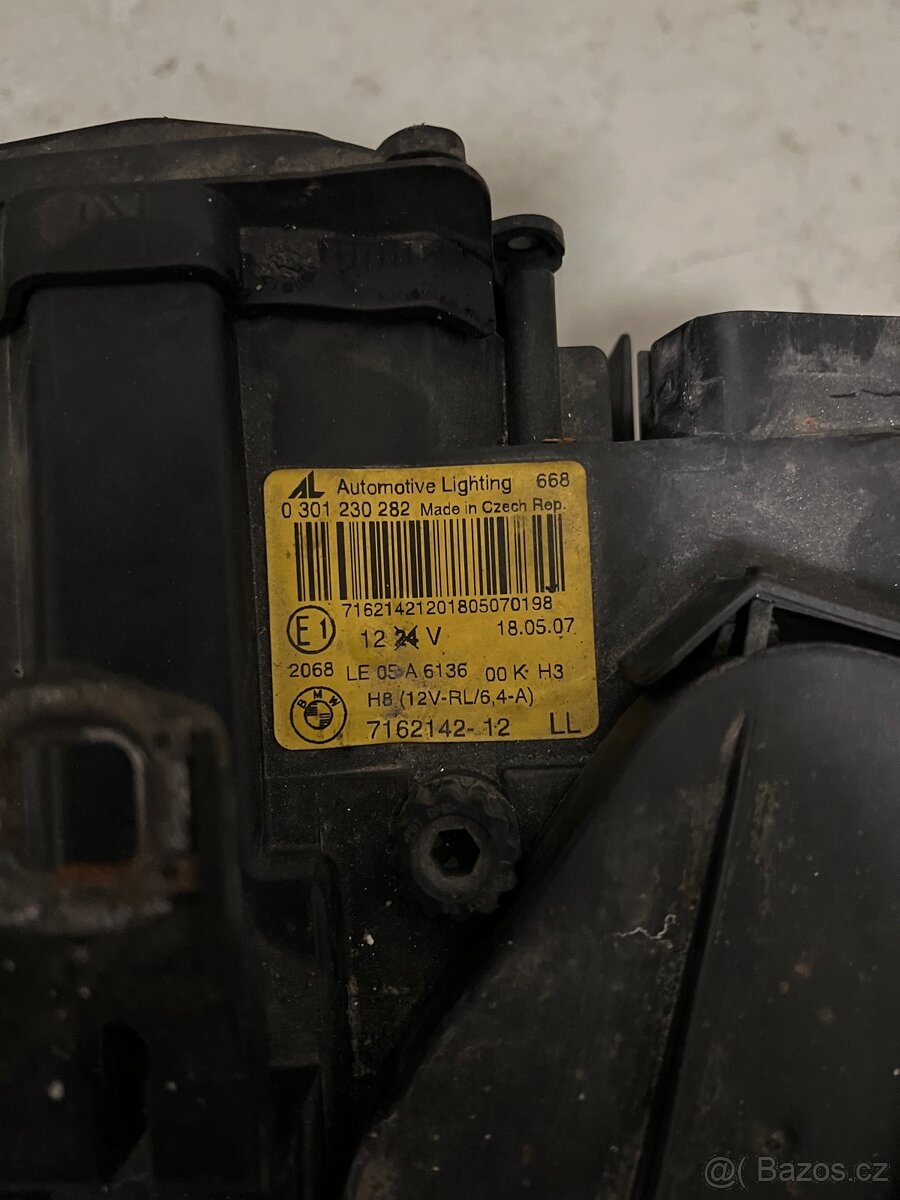 AL Automotive Lighting 668
0 301 230 282 Made in Czech Rep.
71621421201805070198
E1 12 24 V 18.05.07
2068 LE 05 A 6136 00 K H3
H8 (12V-RL/6,4-A)
BMW 7162142-12 LL
@( Bazos.cz